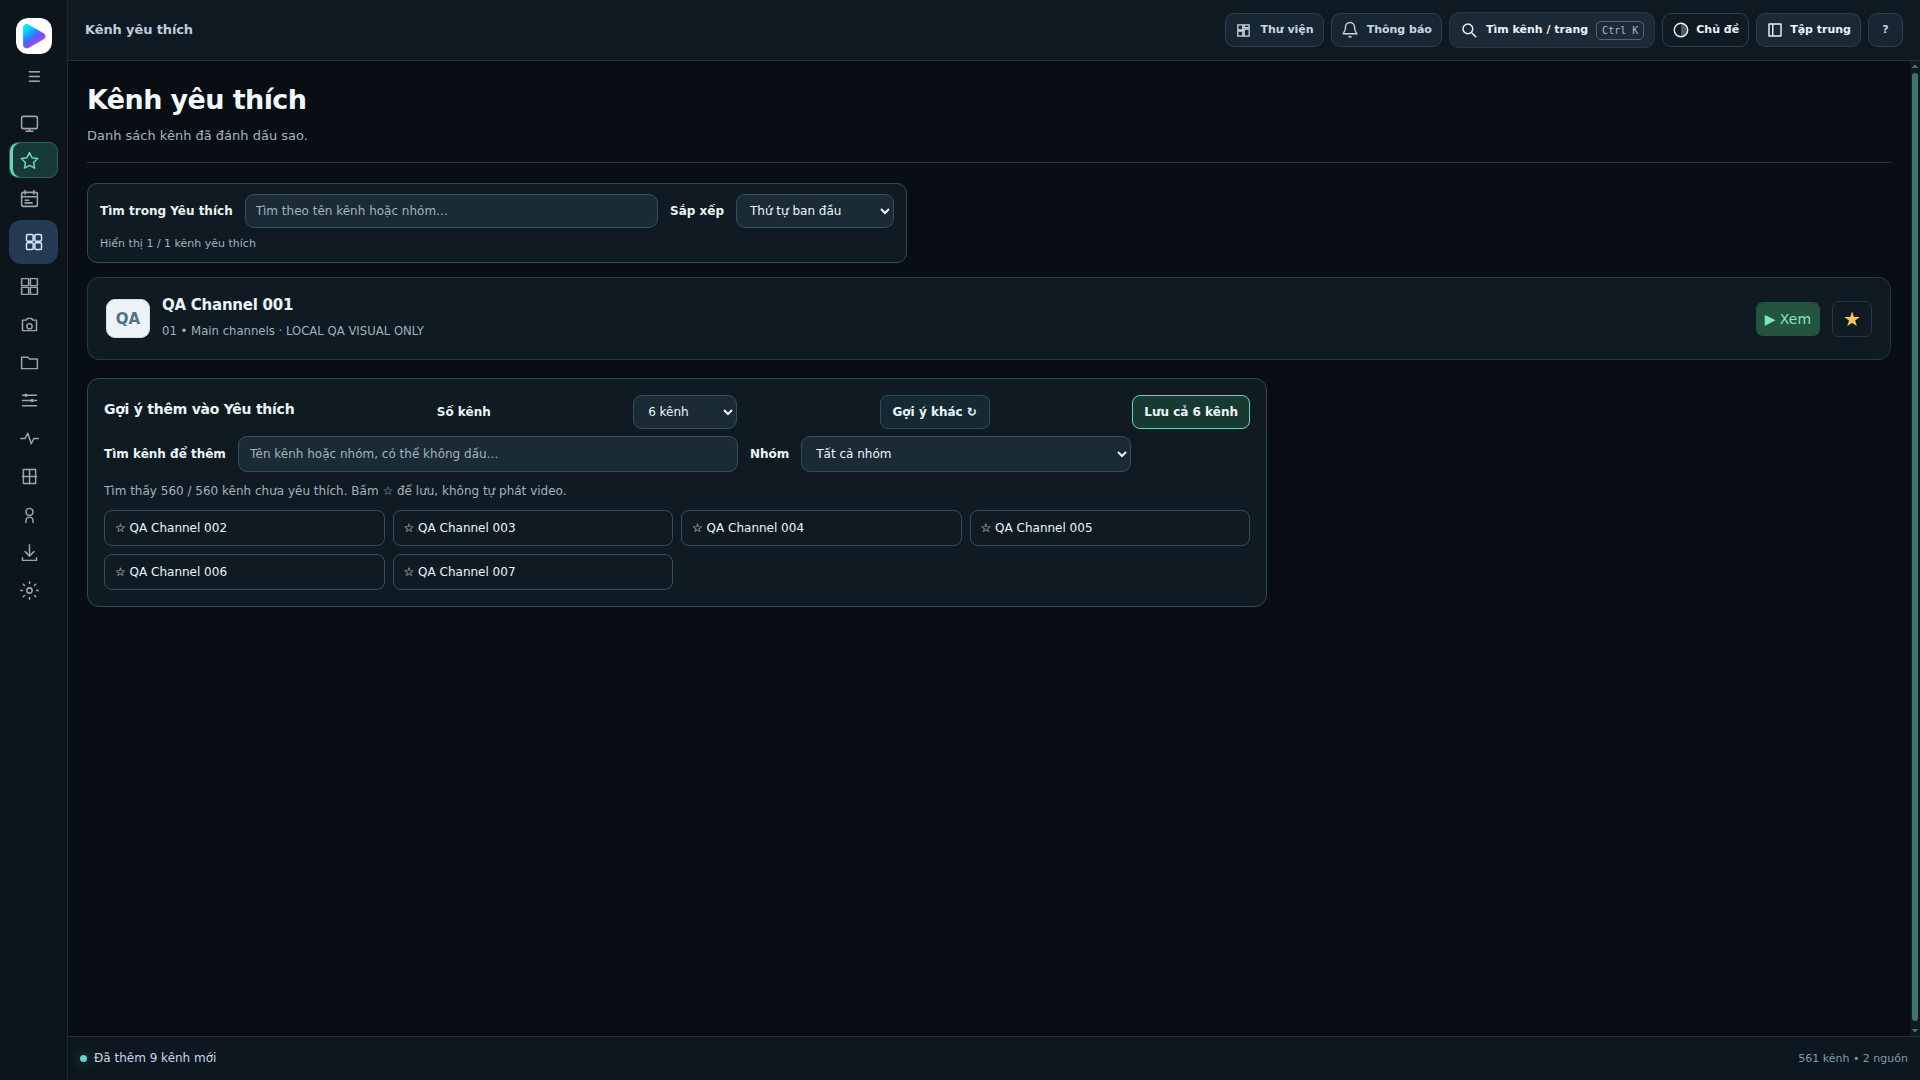 Kênh yêu thích
Thư viện
Thông báo
Tìm kênh / trang Ctrl K
Chủ đề
Tập trung
?
Kênh yêu thích
Danh sách kênh đã đánh dấu sao.
Tìm trong Yêu thích
Tìm theo tên kênh hoặc nhóm...
Sắp xếp
Thứ tự ban đầu
Hiển thị 1 / 1 kênh yêu thích
QA
QA Channel 001
01 • Main channels · LOCAL QA VISUAL ONLY
▶ Xem
★
Gợi ý thêm vào Yêu thích
Số kênh
6 kênh
Gợi ý khác ↻
Lưu cả 6 kênh
Tìm kênh để thêm
Tên kênh hoặc nhóm, có thể không dấu...
Nhóm
Tất cả nhóm
Tìm thấy 560 / 560 kênh chưa yêu thích. Bấm ☆ để lưu, không tự phát video.
☆ QA Channel 002
☆ QA Channel 003
☆ QA Channel 004
☆ QA Channel 005
☆ QA Channel 006
☆ QA Channel 007
Đã thêm 9 kênh mới
561 kênh • 2 nguồn